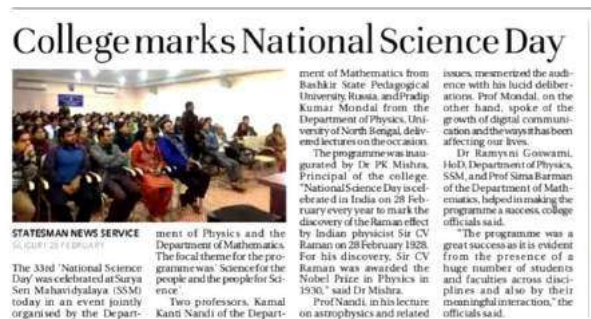 College marks National Science Day
STATESMAN NEWS SERVICE
SILIGURI 28 FEBRUARY
The 33rd 'National Science
Day' was celebrated at Surya
Sen Mahavidyalaya (SSM)
today in an event jointly
organised by the Depart-
ment of Physics and the
Department of Mathematics.
The focal theme for the pro-
gramme was 'Science for the
people and the people for Sci-
ence'.
Two professors, Kamal
Kanti Nandi of the Depart-
ment of Mathematics from
Bashkir State Pedagogical
University, Russia, and Pradip
Kumar Mondal from the
Department of Physics, Uni-
versity of North Bengal, deliv-
ered lectures on the occasion.
The programme was inau-
gurated by Dr PK Mishra,
Principal of the college.
"National Science Day is cel-
ebrated in India on 28 Feb-
ruary every year to mark the
discovery of the Raman effect
by Indian physicist Sir CV
Raman on 28 February 1928.
For his discovery, Sir CV
Raman was awarded the
Nobel Prize in Physics in
1930," said Dr Mishra.
Prof Nandi, in his lecture
on astrophysics and related
issues, mesmerized the audi-
ence with his lucid deliber-
ations. Prof Mondal, on the
other hand, spoke of the
growth of digital communi-
cation and the ways it has been
affecting our lives.
Dr Ramysni Goswami,
HoD, Department of Physics,
SSM, and Prof Sima Barman
of the Department of Math-
ematics, helped in making the
programme a success, college
officials said.
"The programme was a
great success as it is evident
from the presence of a
huge number of students
and faculties across disci-
plines and also by their
meaningful interaction," the
officials said.